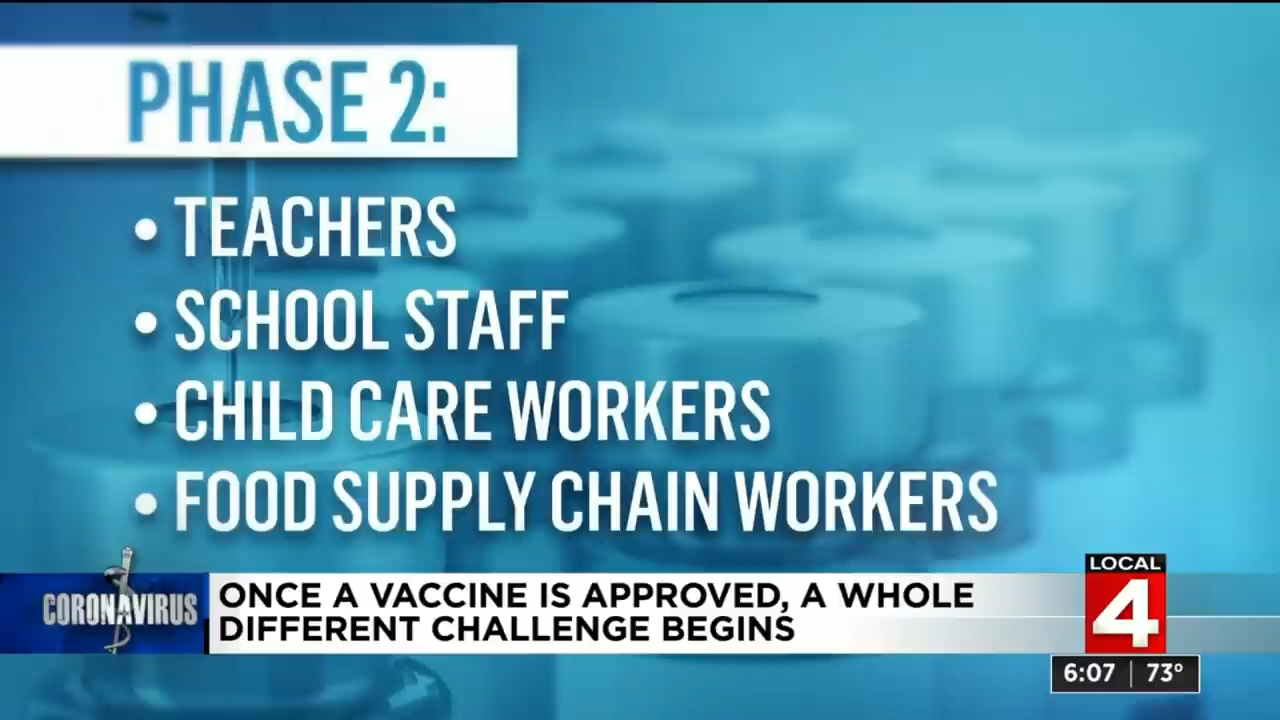 PHASE 2:
• TEACHERS
• SCHOOL STAFF
• CHILD CARE WORKERS
• FOOD SUPPLY CHAIN WORKERS
CORONAVIRUS
ONCE A VACCINE IS APPROVED, A WHOLE
DIFFERENT CHALLENGE BEGINS
LOCAL
4
6:07 | 73°